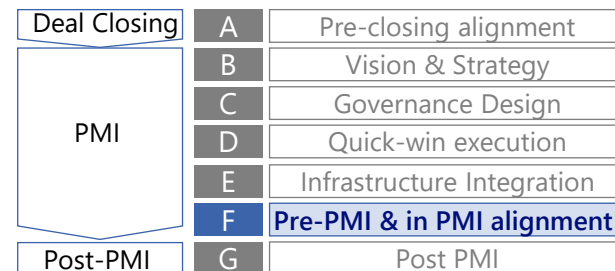 Deal Closing
A Pre-closing alignment
B Vision & Strategy
C Governance Design
PMI
D Quick-win execution
E Infrastructure Integration
F Pre-PMI & in PMI alignment
Post-PMI
G Post PMI